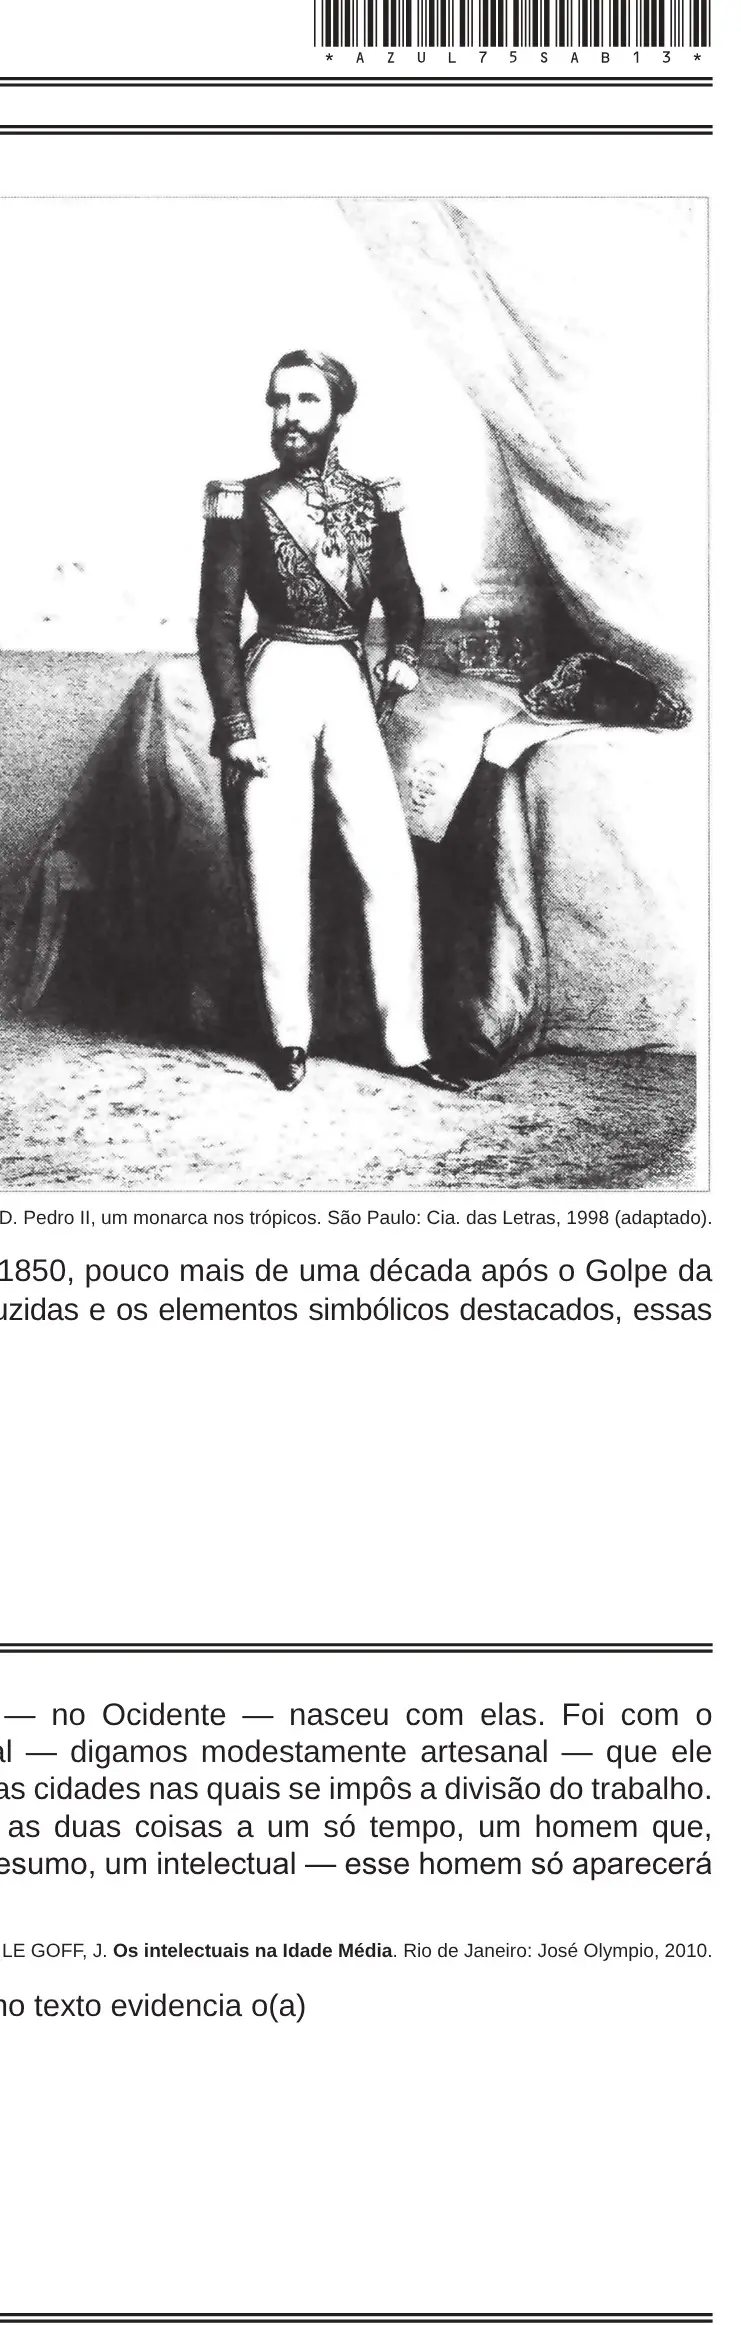 *AZUL75SAB13*
D. Pedro II, um monarca nos trópicos. São Paulo: Cia. das Letras, 1998 (adaptado).
1850, pouco mais de uma década após o Golpe da
uzidas e os elementos simbólicos destacados, essas
— no Ocidente — nasceu com elas. Foi com o
al — digamos modestamente artesanal — que ele
as cidades nas quais se impôs a divisão do trabalho.
as duas coisas a um só tempo, um homem que,
esumo, um intelectual — esse homem só aparecerá
LE GOFF, J. Os intelectuais na Idade Média. Rio de Janeiro: José Olympio, 2010.
no texto evidencia o(a)